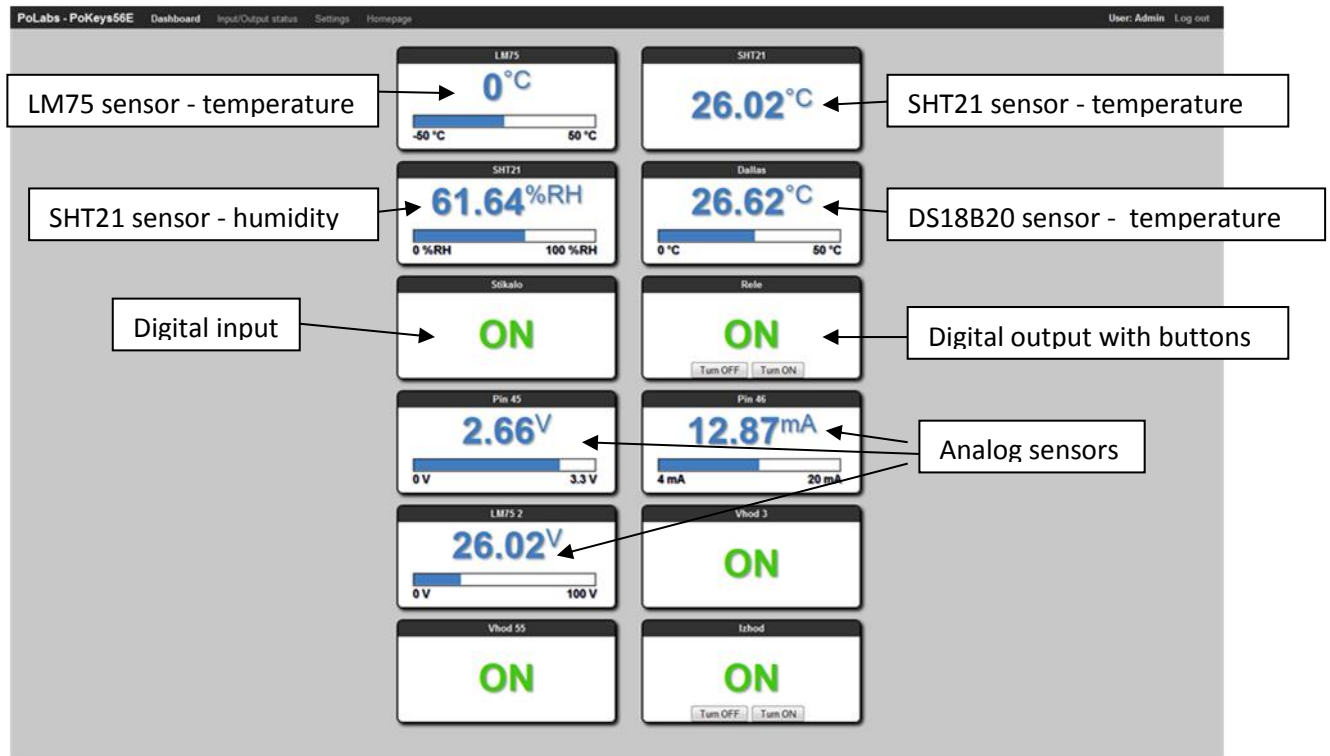 PoLabs - PoKeys56E Dashboard Input/Output status Settings Homepage User: Admin Log out
LM75
0°C
-50 °C 50 °C
LM75 sensor - temperature
SHT21
26.02°C
SHT21 sensor - temperature
SHT21
61.64%RH
0 %RH 100 %RH
SHT21 sensor - humidity
Dallas
26.62°C
0 °C 50 °C
DS18B20 sensor - temperature
Stikalo
ON
Digital input
Rele
ON
Turn OFF Turn ON
Digital output with buttons
Pin 45
2.66V
0 V 3.3 V
Pin 46
12.87mA
4 mA 20 mA
Analog sensors
LM75 2
26.02V
0 V 100 V
Vhod 3
ON
Vhod 55
ON
Izhod
ON
Turn OFF Turn ON